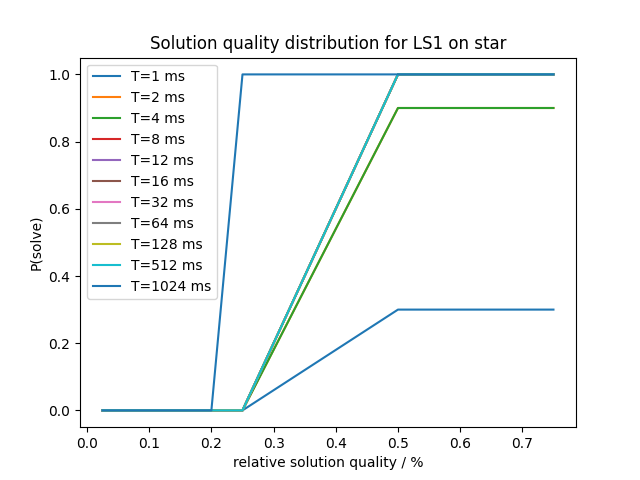 Solution quality distribution for LS1 on star
P(solve)
1.0
0.8
0.6
0.4
0.2
0.0
T=1 ms
T=2 ms
T=4 ms
T=8 ms
T=12 ms
T=16 ms
T=32 ms
T=64 ms
T=128 ms
T=512 ms
T=1024 ms
0.0 0.1 0.2 0.3 0.4 0.5 0.6 0.7
relative solution quality / %